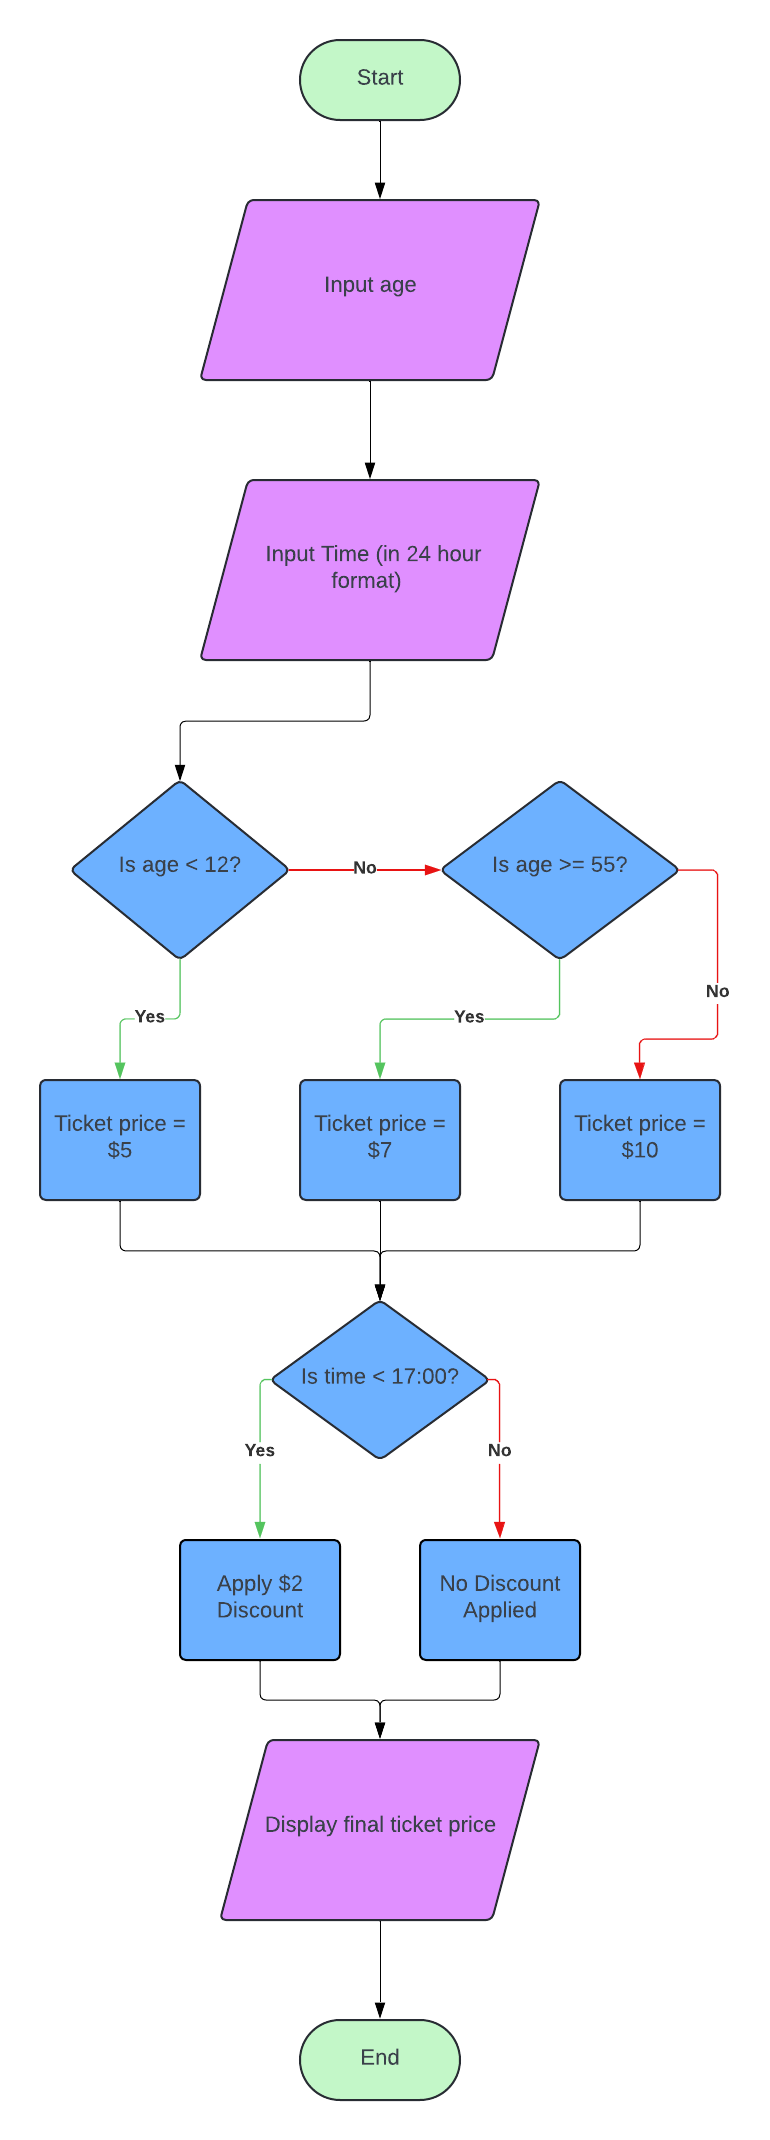 Start
Input age
Input Time (in 24 hour
format)
Is age < 12?
No
Is age >= 55?
No
Yes
Yes
Ticket price =
$5
Ticket price =
$7
Ticket price =
$10
Is time < 17:00?
Yes
No
Apply $2
Discount
No Discount
Applied
Display final ticket price
End